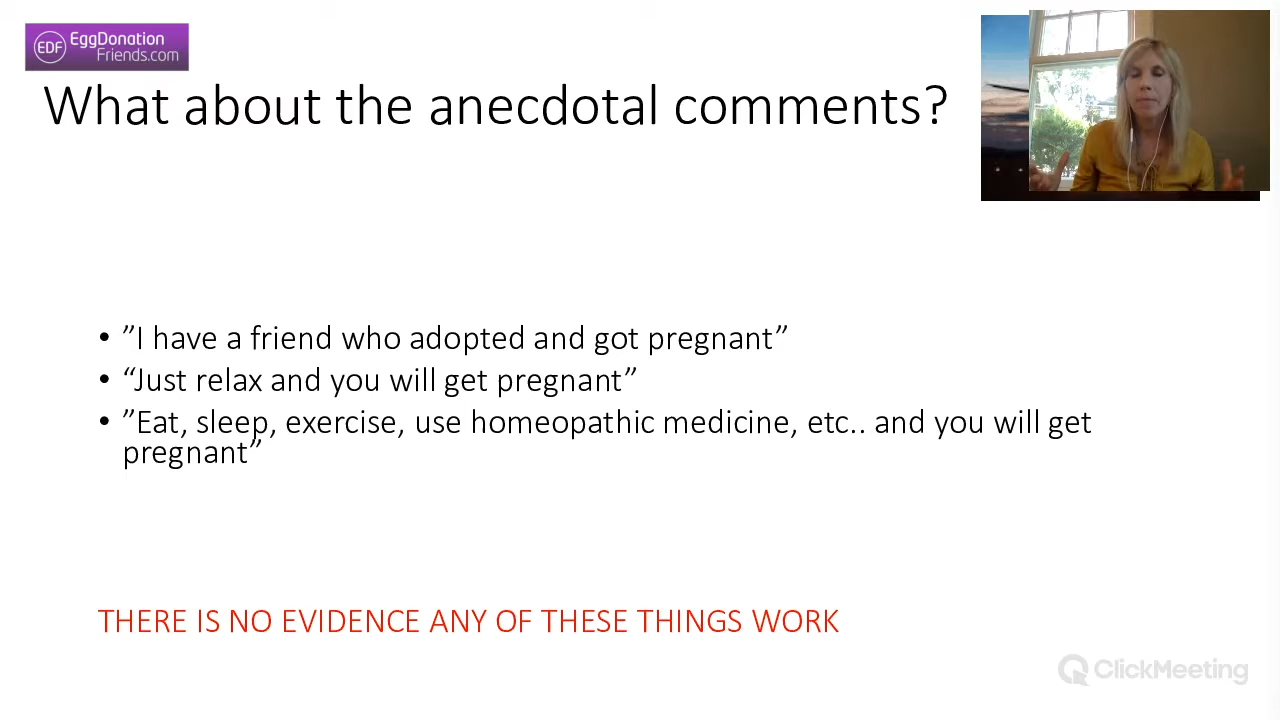 EDF EggDonation
Friends.com
What about the anecdotal comments?
• ”I have a friend who adopted and got pregnant”
• “Just relax and you will get pregnant”
• ”Eat, sleep, exercise, use homeopathic medicine, etc.. and you will get
pregnant”
THERE IS NO EVIDENCE ANY OF THESE THINGS WORK
ClickMeeting